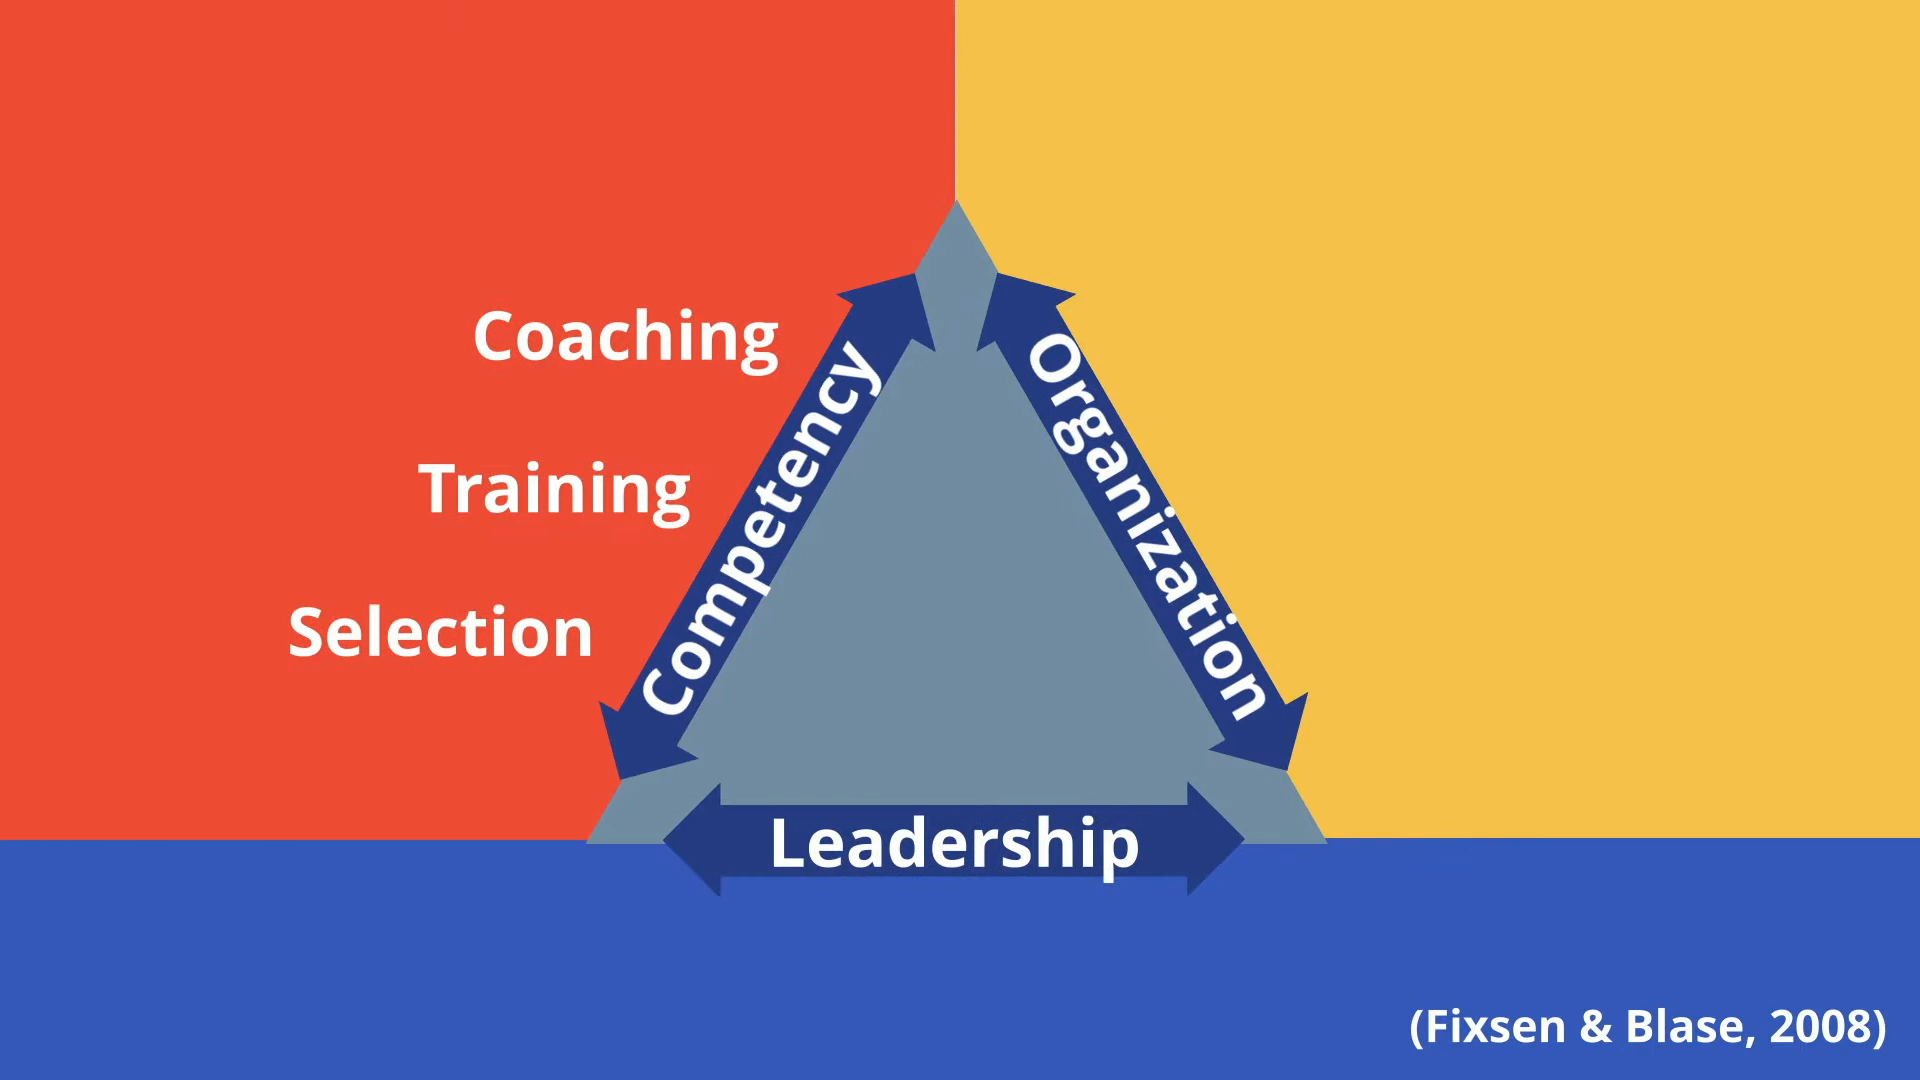 Coaching
Training
Selection
Competency
Organization
Leadership
(Fixsen & Blase, 2008)